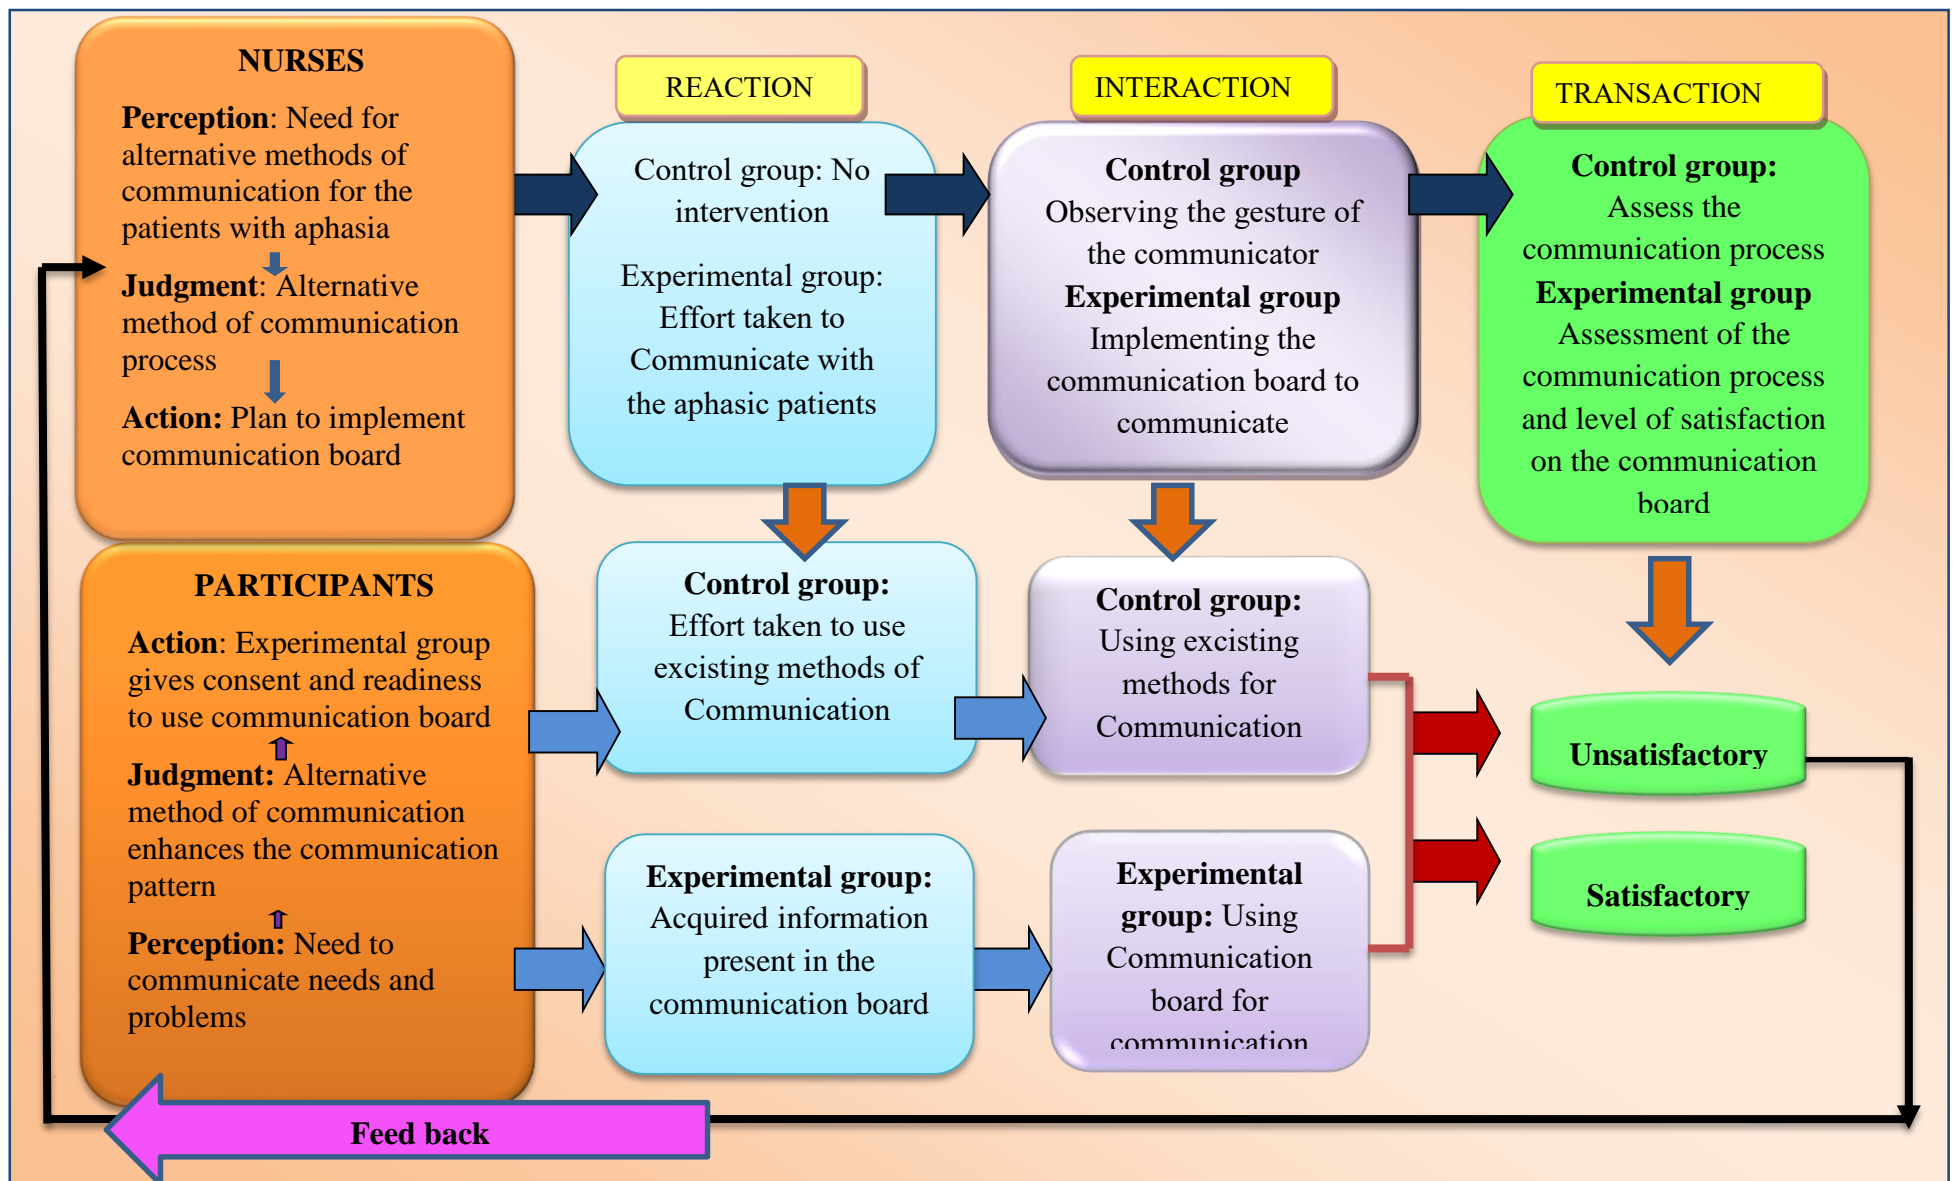 NURSES
Perception: Need for
alternative methods of
communication for the
patients with aphasia
Judgment: Alternative
method of communication
process
Action: Plan to implement
communication board
REACTION
Control group: No
intervention
Experimental group:
Effort taken to
Communicate with
the aphasic patients
INTERACTION
Control group
Observing the gesture of
the communicator
Experimental group
Implementing the
communication board to
communicate
TRANSACTION
Control group:
Assess the
communication process
Experimental group
Assessment of the
communication process
and level of satisfaction
on the communication
board
PARTICIPANTS
Action: Experimental group
gives consent and readiness
to use communication board
Judgment: Alternative
method of communication
enhances the communication
pattern
Perception: Need to
communicate needs and
problems
Control group:
Effort taken to use
excisting methods of
Communication
Control group:
Using excisting
methods for
Communication
Experimental group:
Acquired information
present in the
communication board
Experimental
group: Using
Communication
board for
communication
Unsatisfactory
Satisfactory
Feed back